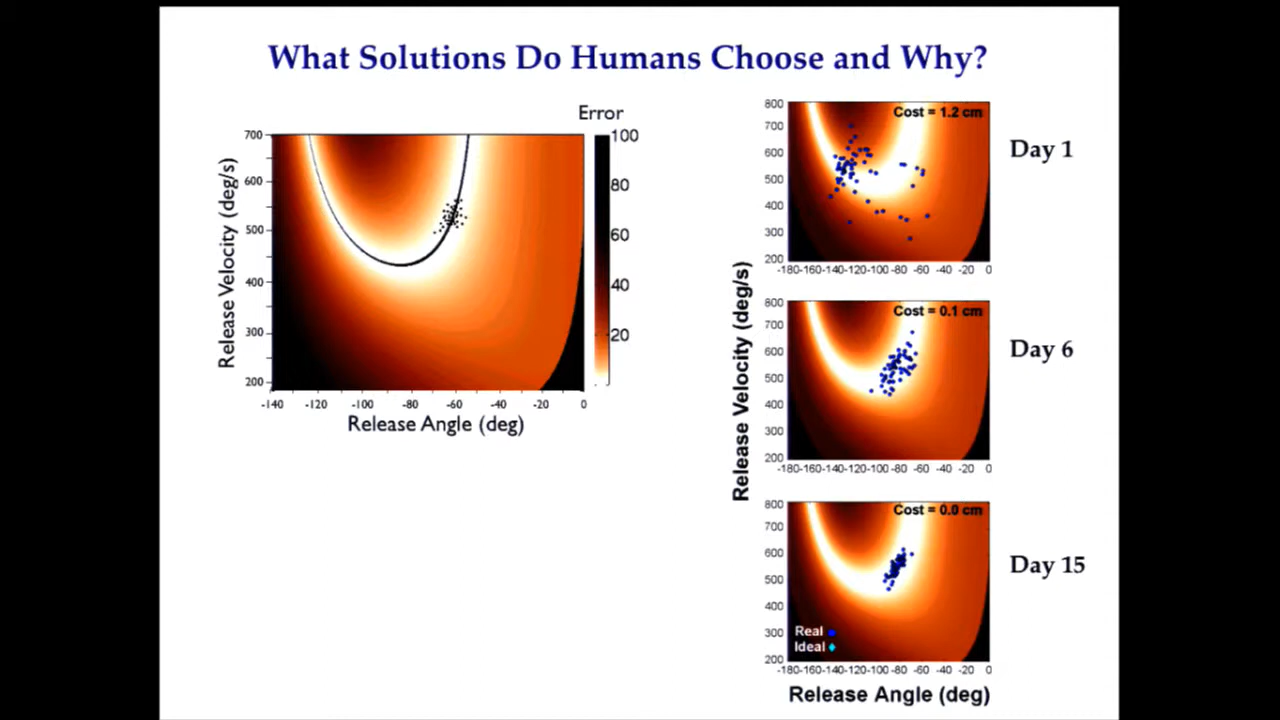 What Solutions Do Humans Choose and Why?
Error
700
600
500
400
300
200
Release Velocity (deg/s)
-140 -120 -100 -80 -60 -40 -20 0
Release Angle (deg)
100
80
60
40
20
Cost = 1.2 cm
Day 1
800
700
600
500
400
300
200
-180-160-140-120-100 -80 -60 -40 -20 0
Cost = 0.1 cm
Day 6
800
700
600
500
400
300
200
-180-160-140-120-100 -80 -60 -40 -20 0
Release Velocity (deg/s)
Cost = 0.0 cm
Day 15
800
700
600
500
400
300
200
Real
Ideal
-180-160-140-120-100 -80 -60 -40 -20 0
Release Angle (deg)